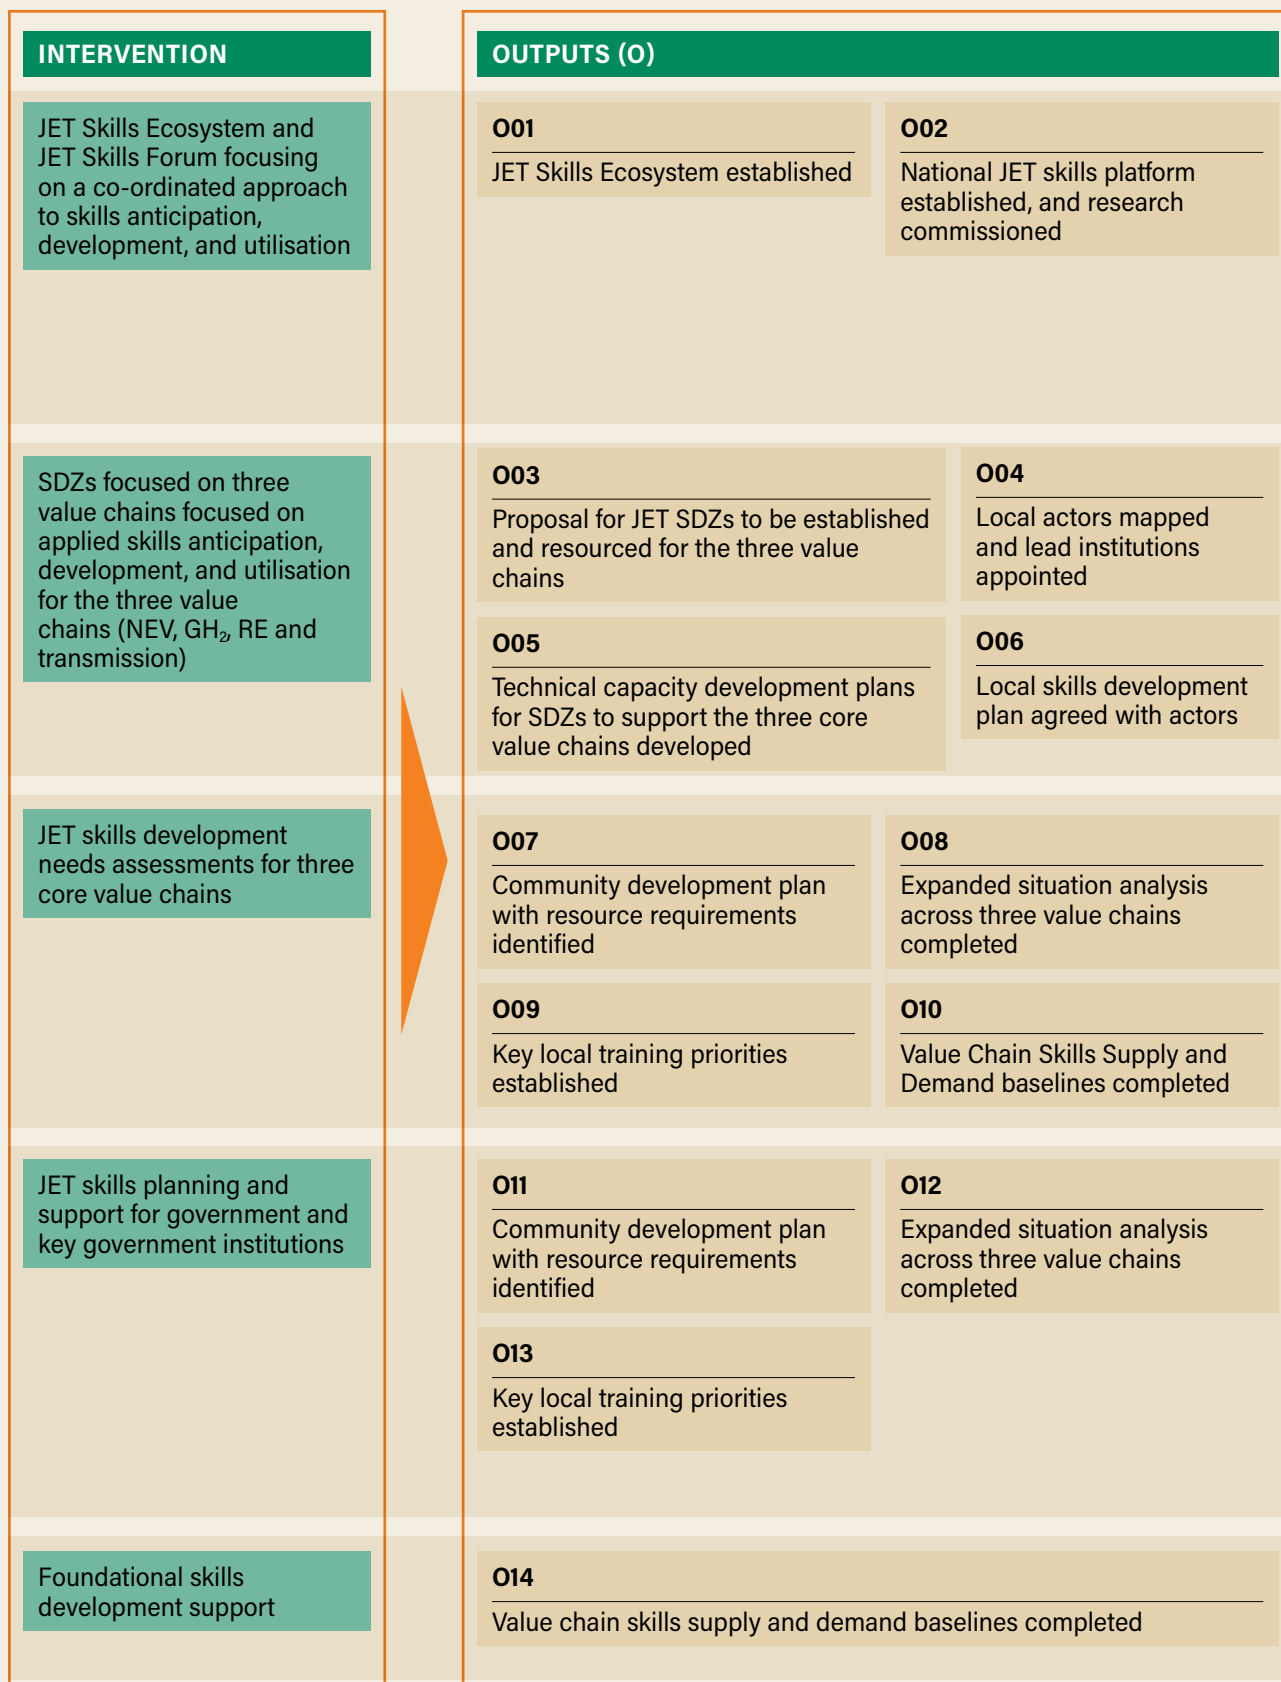 INTERVENTION
OUTPUTS (O)
JET Skills Ecosystem and
JET Skills Forum focusing
on a co-ordinated approach
to skills anticipation,
development, and utilisation
O01
JET Skills Ecosystem established
O02
National JET skills platform
established, and research
commissioned
SDZs focused on three
value chains focused on
applied skills anticipation,
development, and utilisation
for the three value
chains (NEV, GH₂, RE and
transmission)
O03
Proposal for JET SDZs to be established
and resourced for the three value
chains
O04
Local actors mapped
and lead institutions
appointed
O05
Technical capacity development plans
for SDZs to support the three core
value chains developed
O06
Local skills development
plan agreed with actors
JET skills development
needs assessments for three
core value chains
O07
Community development plan
with resource requirements
identified
O08
Expanded situation analysis
across three value chains
completed
O09
Key local training priorities
established
O10
Value Chain Skills Supply and
Demand baselines completed
JET skills planning and
support for government and
key government institutions
O11
Community development plan
with resource requirements
identified
O12
Expanded situation analysis
across three value chains
completed
O13
Key local training priorities
established
Foundational skills
development support
O14
Value chain skills supply and demand baselines completed